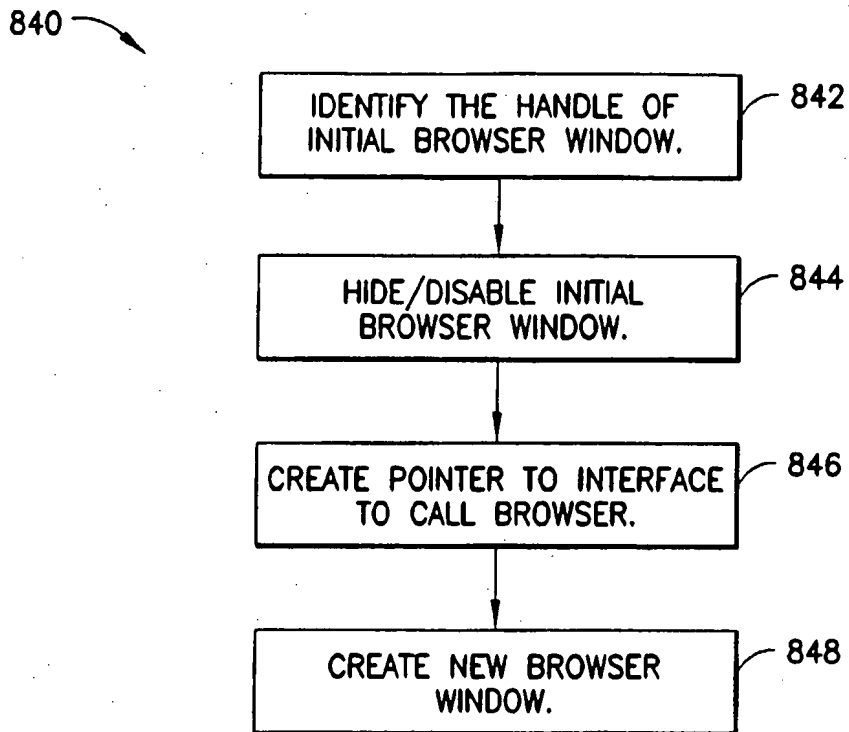 840
IDENTIFY THE HANDLE OF
INITIAL BROWSER WINDOW.
842
HIDE/DISABLE INITIAL
BROWSER WINDOW.
844
CREATE POINTER TO INTERFACE
TO CALL BROWSER.
846
CREATE NEW BROWSER
WINDOW.
848